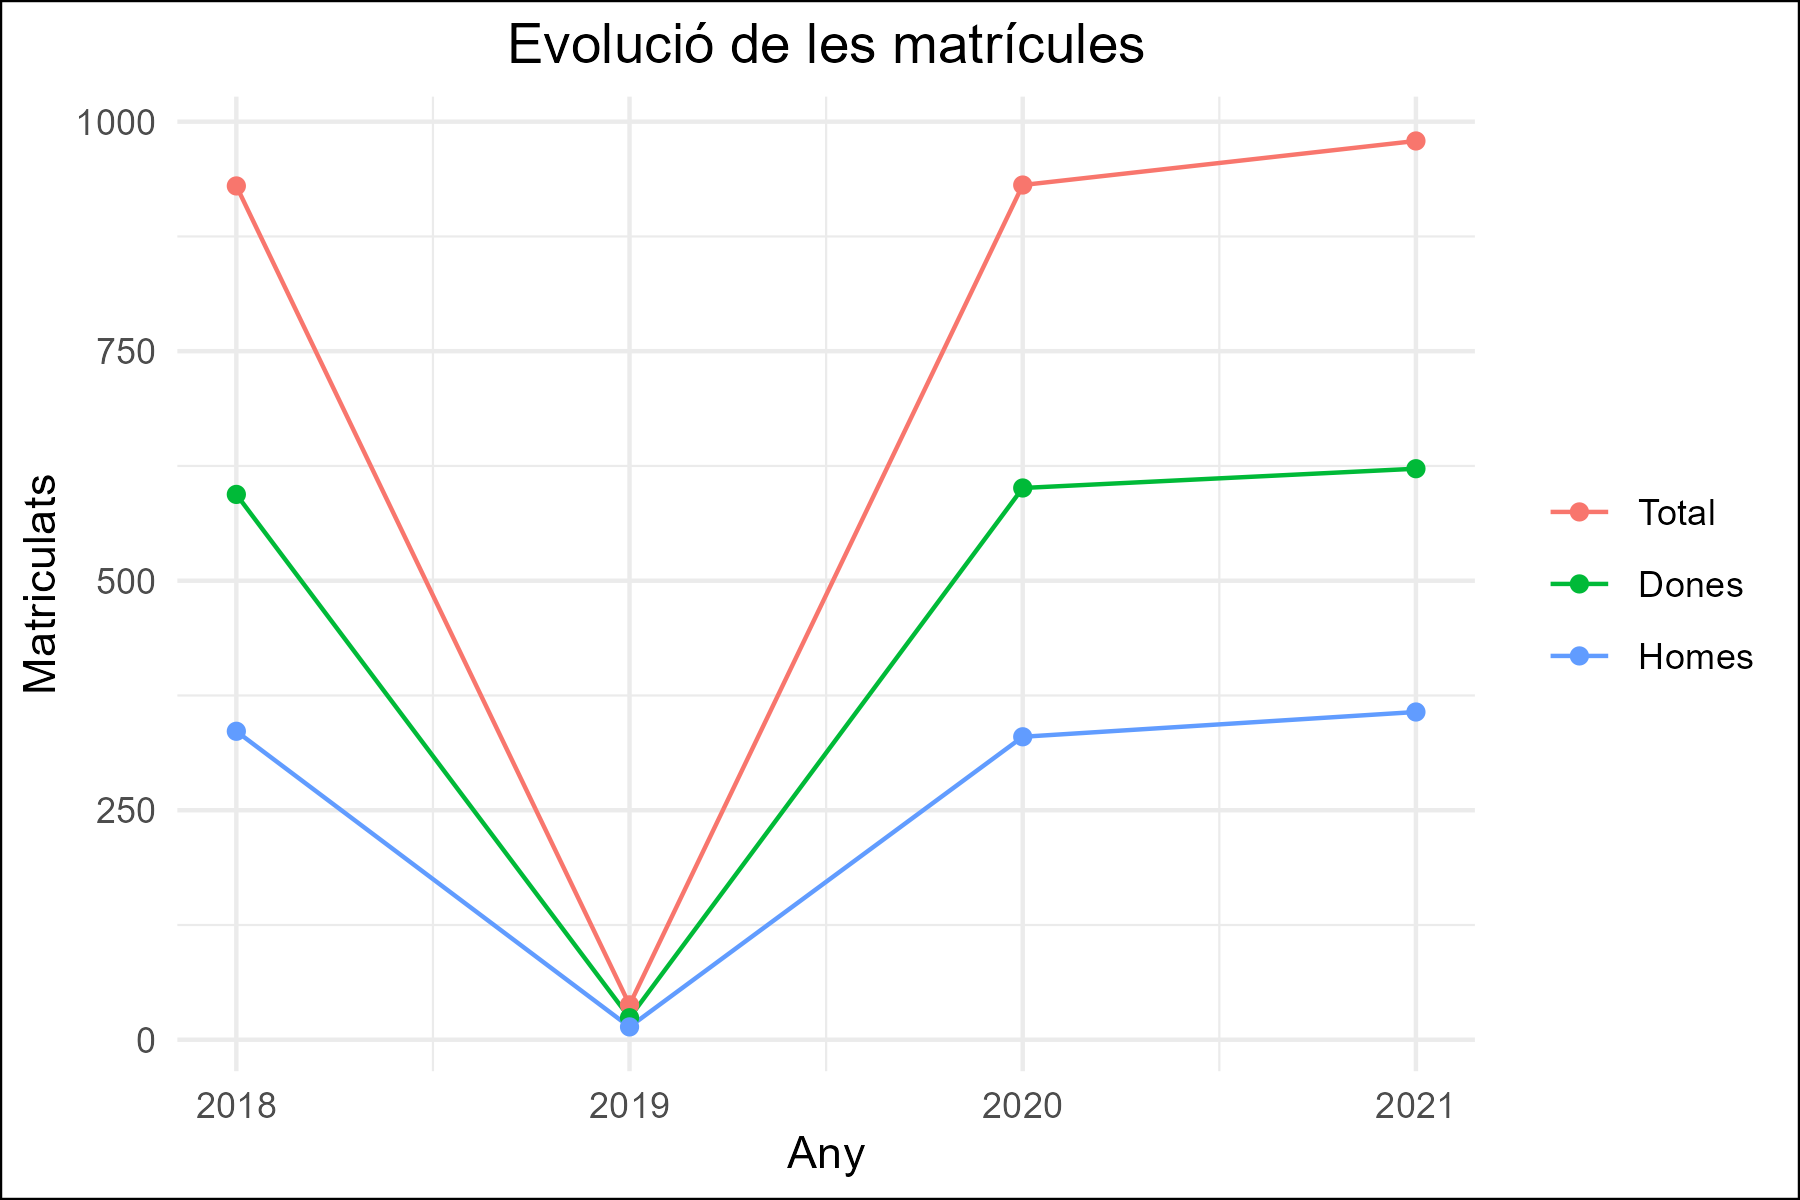 Evolució de les matrícules
Matriculats
1000
750
500
250
0
2018 2019 2020 2021
Any
Total
Dones
Homes